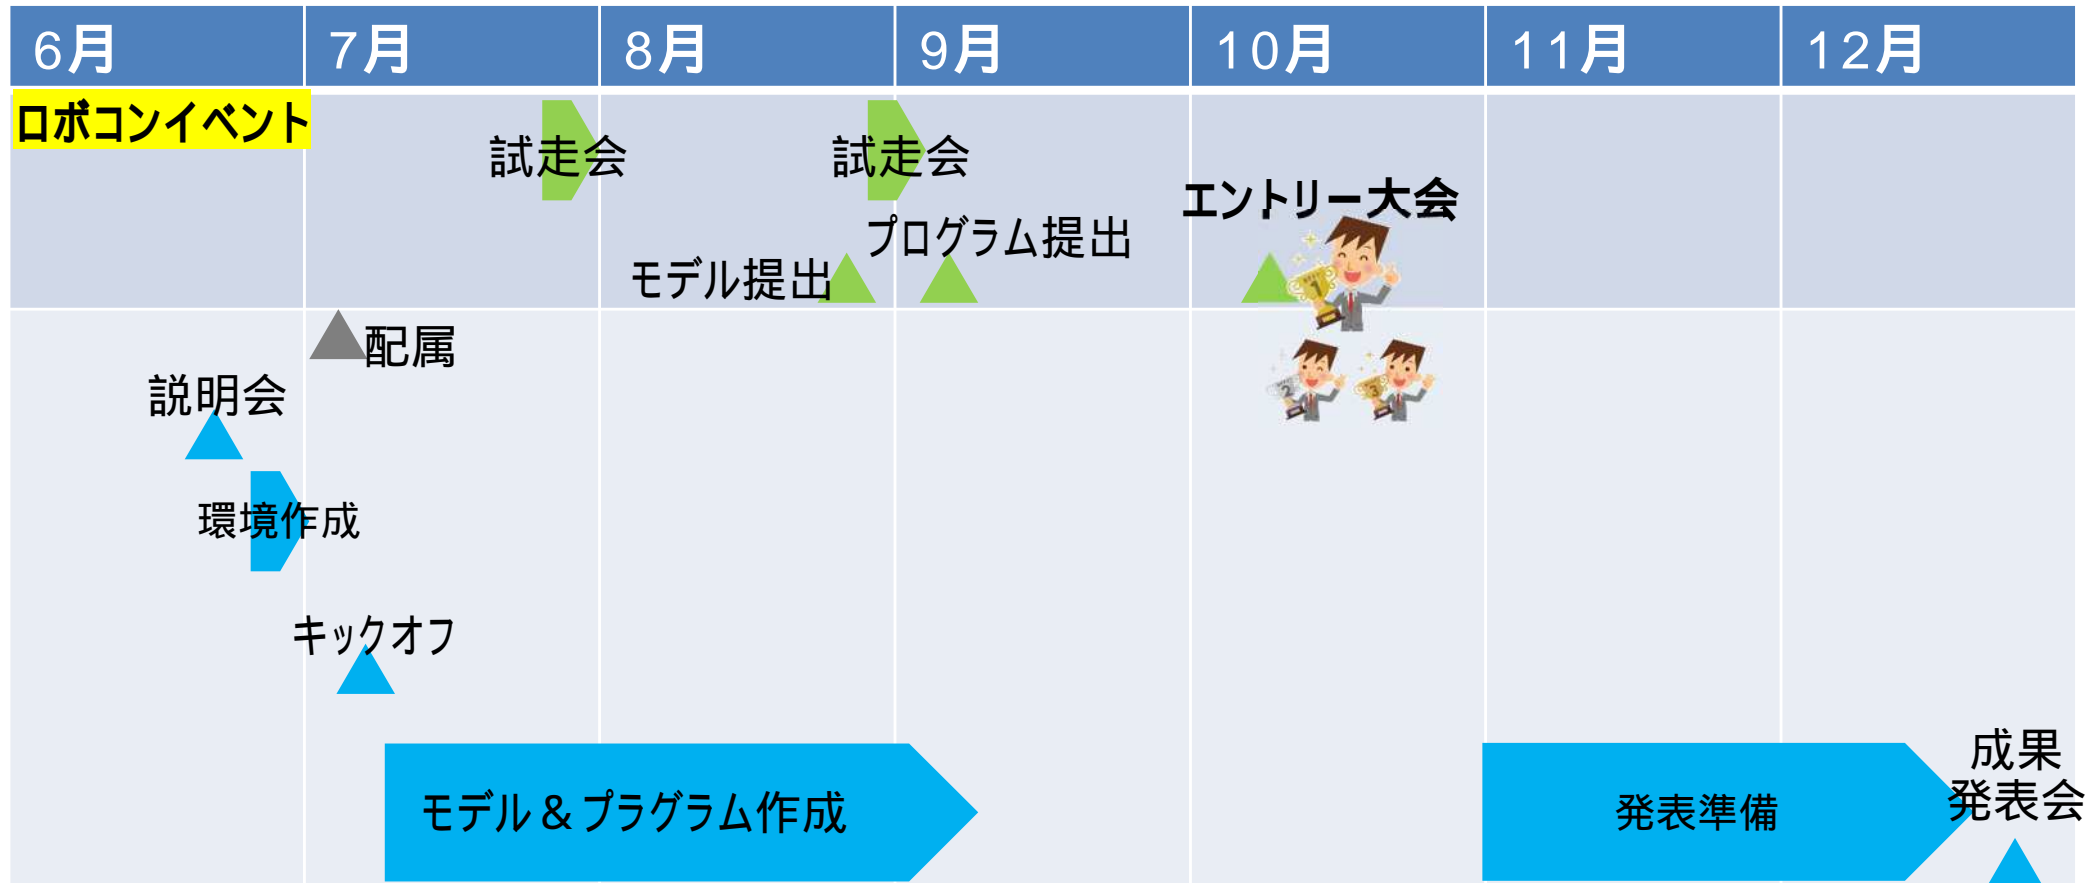 6月
7月
8月
9月
10月
11月
12月
ロボコンイベント
試走会
試走会
エントリー大会
プログラム提出
モデル提出
1
配属
説明会
2
3
環境作成
キックオフ
モデル&プラグラム作成
発表準備
成果
発表会